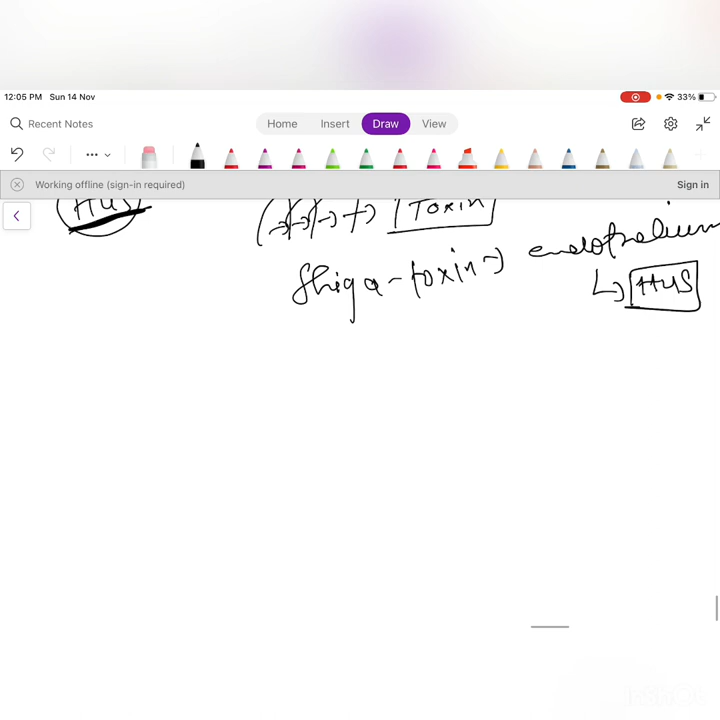 12:05 PM Sun 14 Nov 33%
Recent Notes Home Insert Draw View
Working offline (sign-in required) Sign in
HUS Toxin
endothelium
Shiga-toxin
HUS